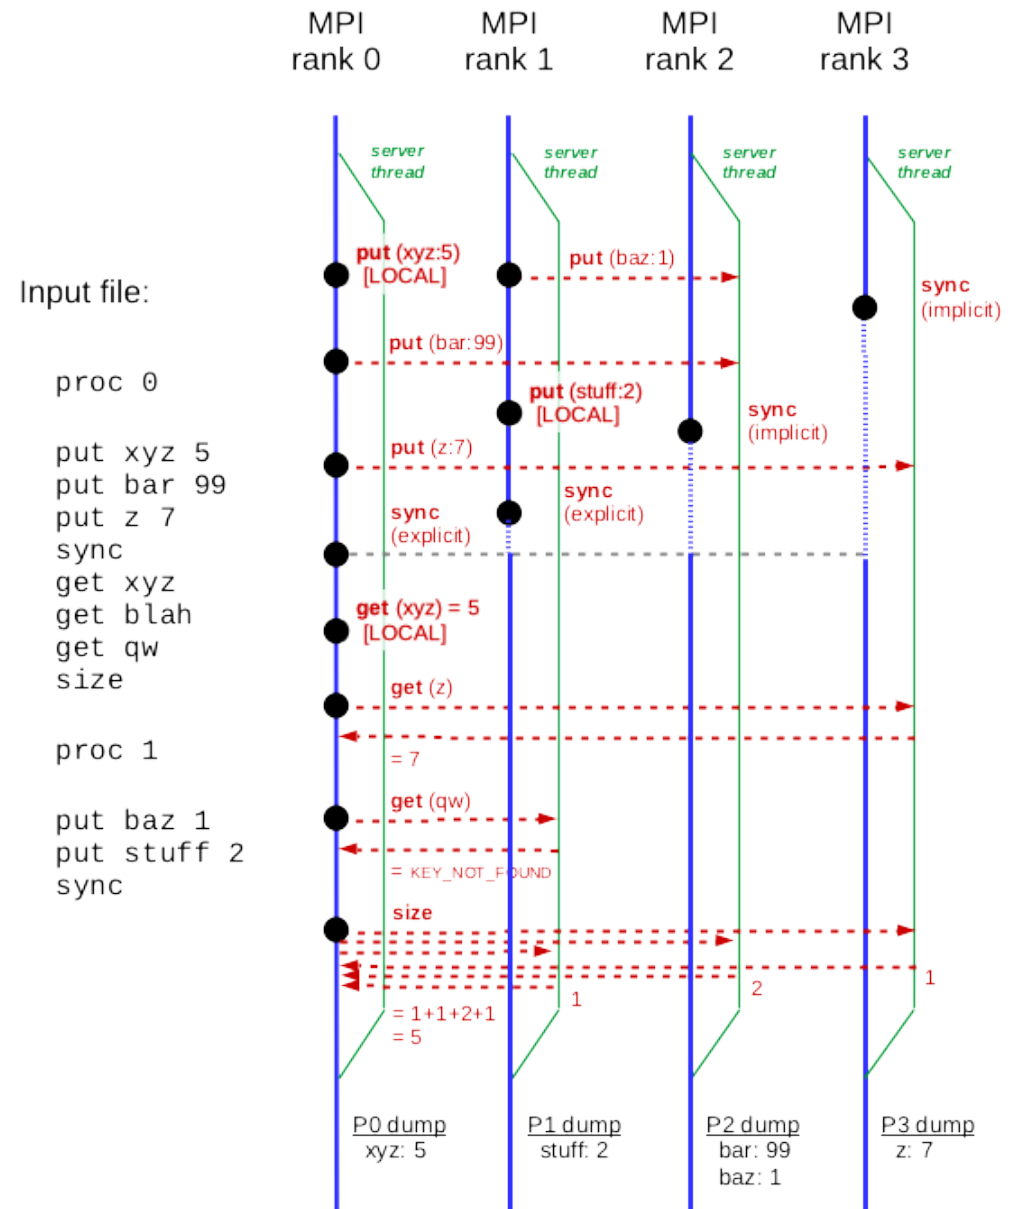 MPI
rank 0
MPI
rank 1
MPI
rank 2
MPI
rank 3
server
thread
server
thread
server
thread
server
thread
put (xyz:5)
[LOCAL]
put (baz:1)
sync
(implicit)
Input file:
put (bar:99)
proc 0
put (stuff:2)
[LOCAL]
sync
(implicit)
put xyz 5
put bar 99
put z 7
sync
get xyz
get blah
get qw
size
put (z:7)
sync
(explicit)
sync
(explicit)
get (xyz) = 5
[LOCAL]
get (z)
= 7
proc 1
put baz 1
put stuff 2
sync
get (qw)
= KEY_NOT_FOUND
size
1
2
1
= 1+1+2+1
= 5
P0 dump
xyz: 5
P1 dump
stuff: 2
P2 dump
bar: 99
baz: 1
P3 dump
z: 7